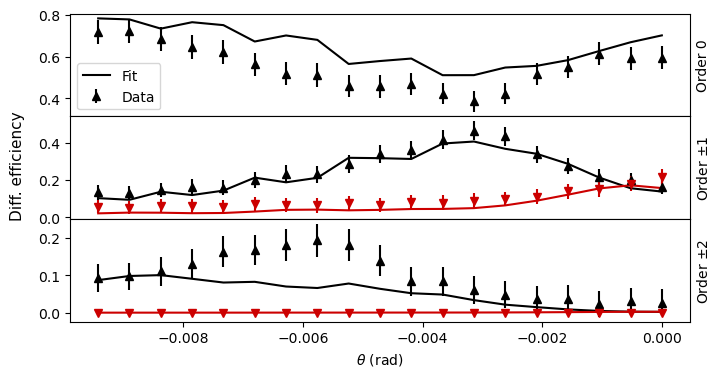 0.8
0.6
0.4
Fit
Data
Order 0
0.4
0.2
0.0
Order ±1
Diff. efficiency
0.2
0.1
0.0
Order ±2
−0.008 −0.006 −0.004 −0.002 0.000
θ (rad)